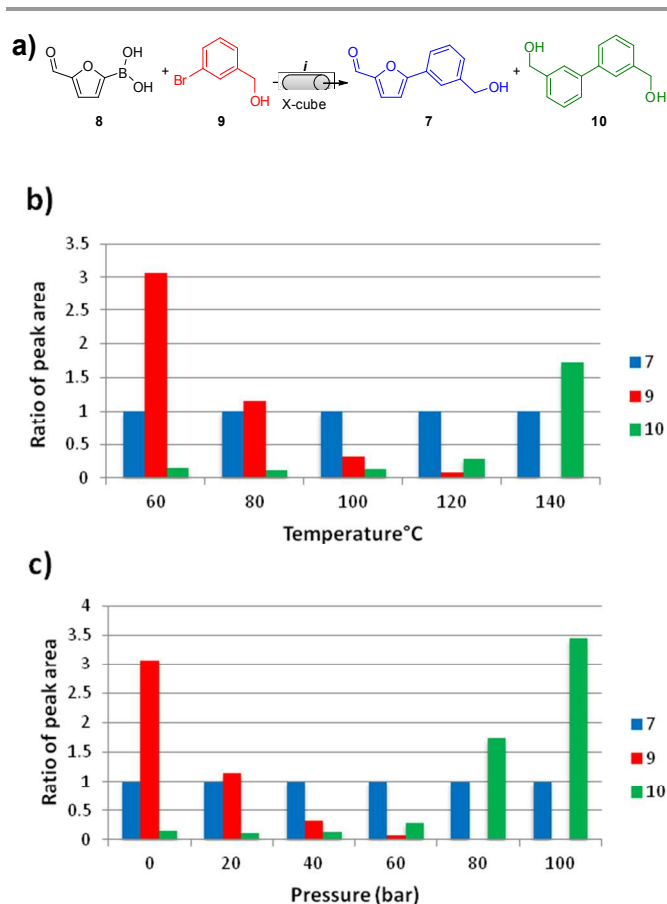 a)
O
O
OH
B
OH
+
Br
OH
i
X-cube
O
O
OH
+
OH
OH
8
9
7
10
b)
Ratio of peak area
3.5
3
2.5
2
1.5
1
0.5
0
60 80 100 120 140
Temperature°C
7
9
10
c)
Ratio of peak area
4
3.5
3
2.5
2
1.5
1
0.5
0
0 20 40 60 80 100
Pressure (bar)
7
9
10